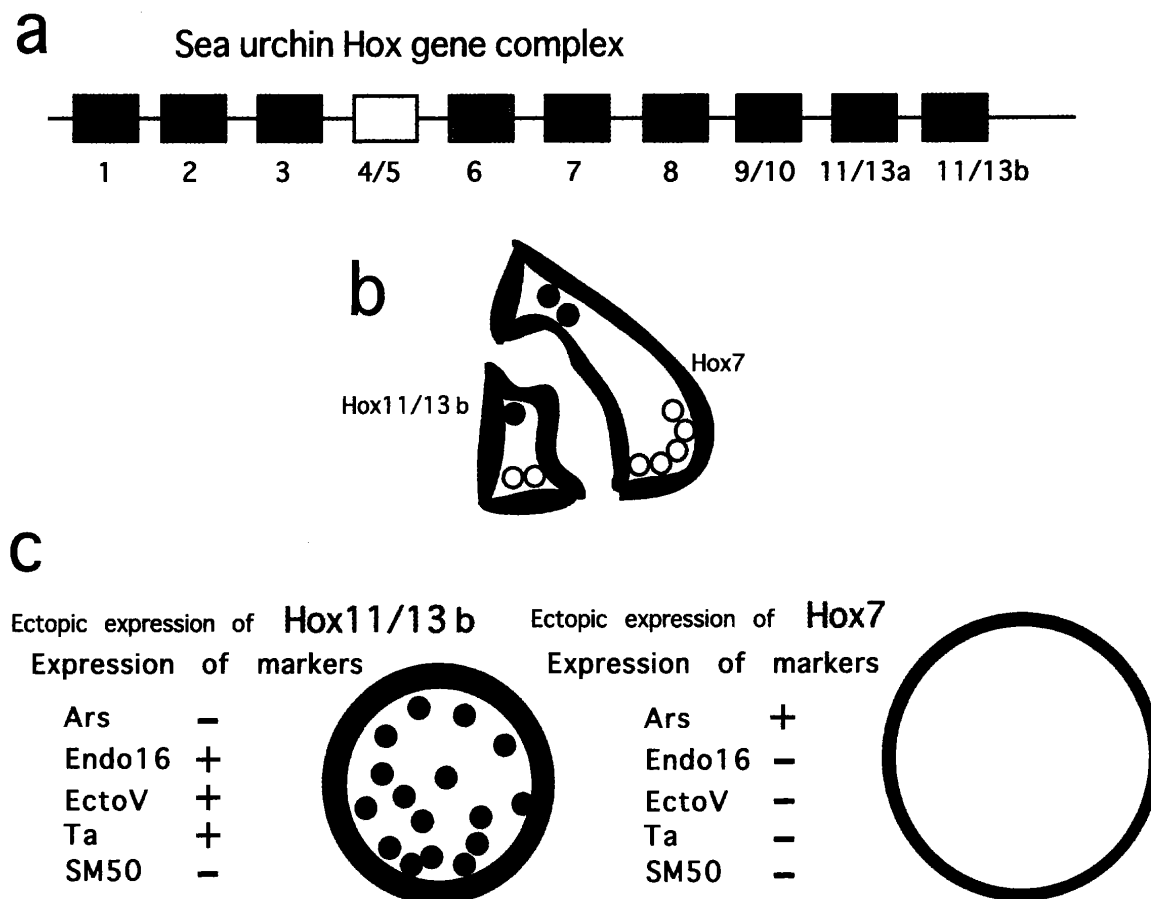 a
Sea urchin Hox gene complex
1 2 3 4/5 6 7 8 9/10 11/13a 11/13b
b
Hox7
Hox11/13 b
c
Ectopic expression of Hox11/13 b
Expression of markers
Ars −
Endo16 +
EctoV +
Ta +
SM50 −
Ectopic expression of Hox7
Expression of markers
Ars +
Endo16 −
EctoV −
Ta −
SM50 −